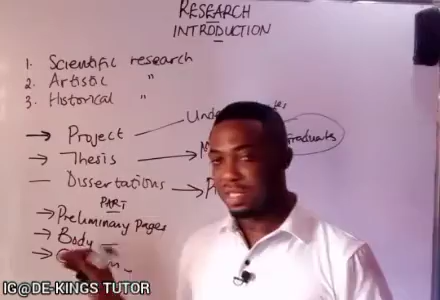 RESEARCH
INTRODUCTION
1. Scientific research
2. Artistic "
3. Historical "
→ Project —
→ Thesis →
— Dissertations →
PART
→ Preliminary pages
→ Body —
→
IG@DE-KINGS TUTOR